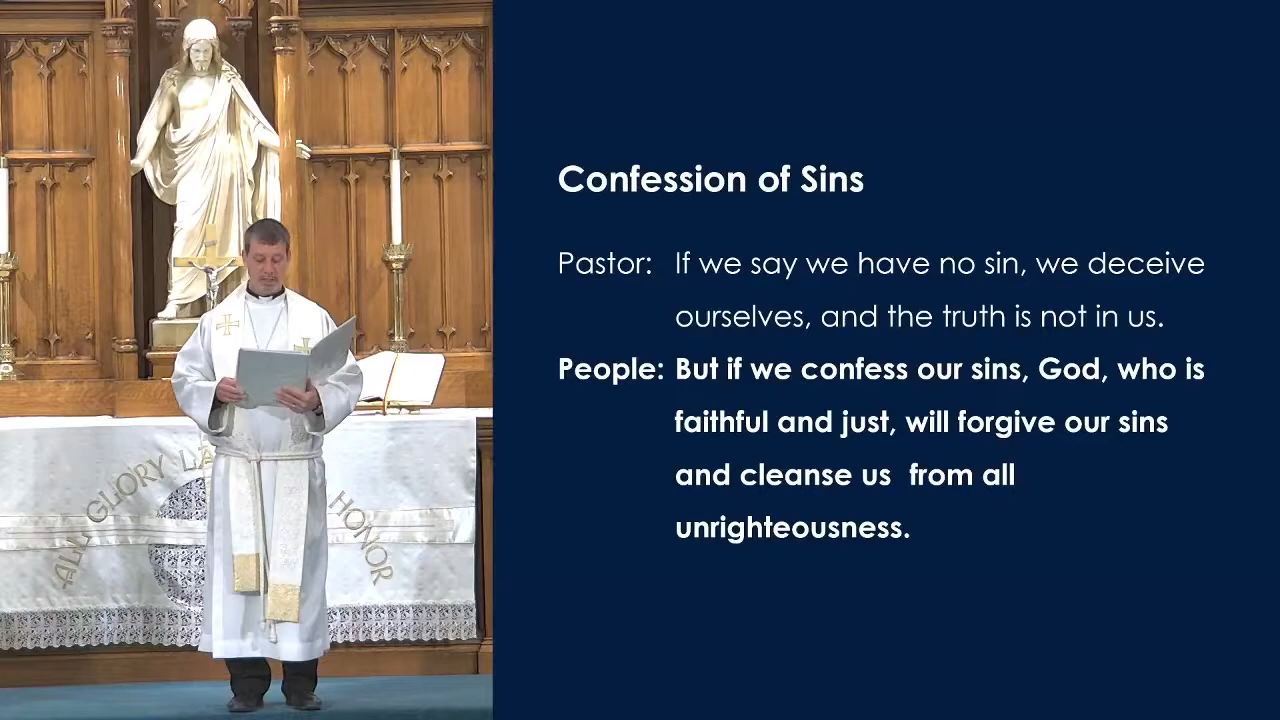 Confession of Sins
Pastor: If we say we have no sin, we deceive
ourselves, and the truth is not in us.
People: But if we confess our sins, God, who is
faithful and just, will forgive our sins
and cleanse us  from all
unrighteousness.
ALL GLORY LA
HONOR